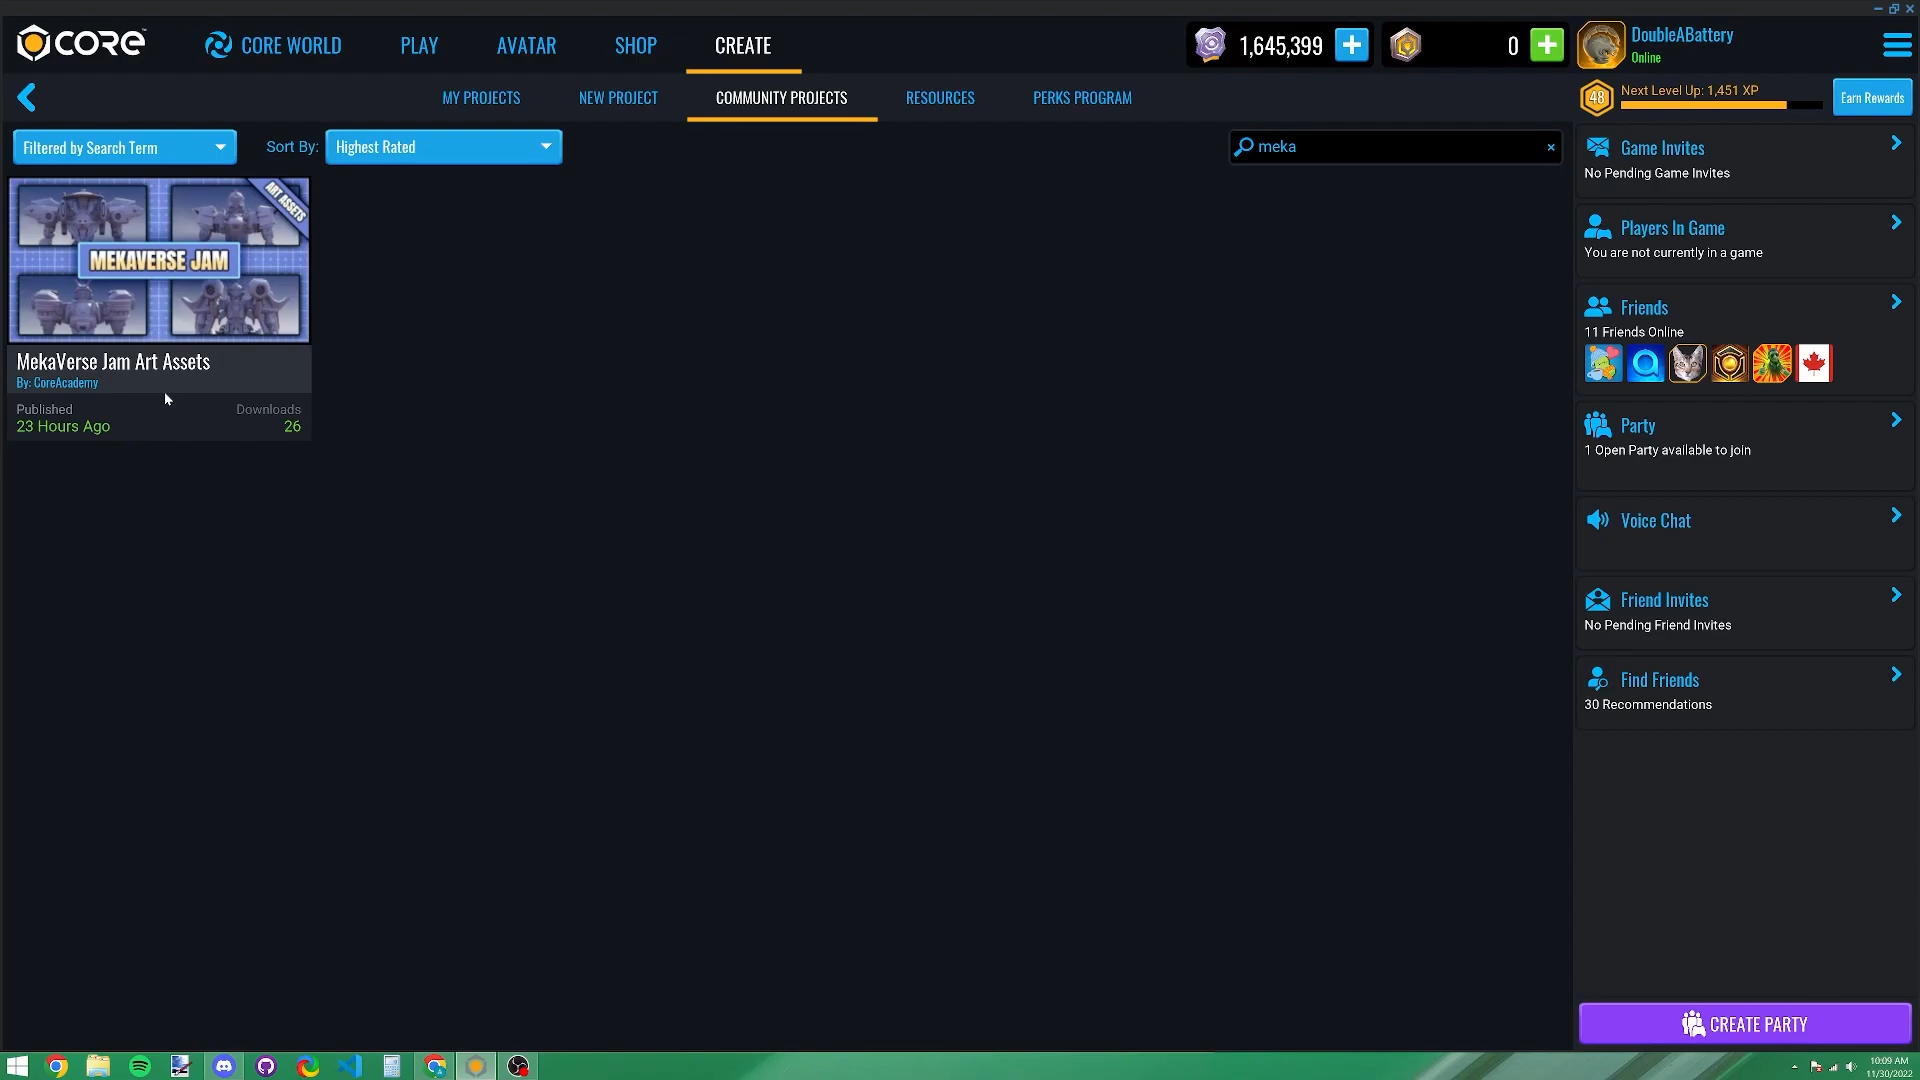 CORE
CORE WORLD
PLAY
AVATAR
SHOP
CREATE
1,645,399
0
DoubleABattery
Online
MY PROJECTS
NEW PROJECT
COMMUNITY PROJECTS
RESOURCES
PERKS PROGRAM
48
Next Level Up: 1,451 XP
Earn Rewards
Filtered by Search Term
Sort By:
Highest Rated
meka
ART ASSETS
MEKAVERSE JAM
MekaVerse Jam Art Assets
By: CoreAcademy
Published
Downloads
23 Hours Ago
26
Game Invites
No Pending Game Invites
Players In Game
You are not currently in a game
Friends
11 Friends Online
Party
1 Open Party available to join
Voice Chat
Friend Invites
No Pending Friend Invites
Find Friends
30 Recommendations
CREATE PARTY
10:09 AM
11/30/2022